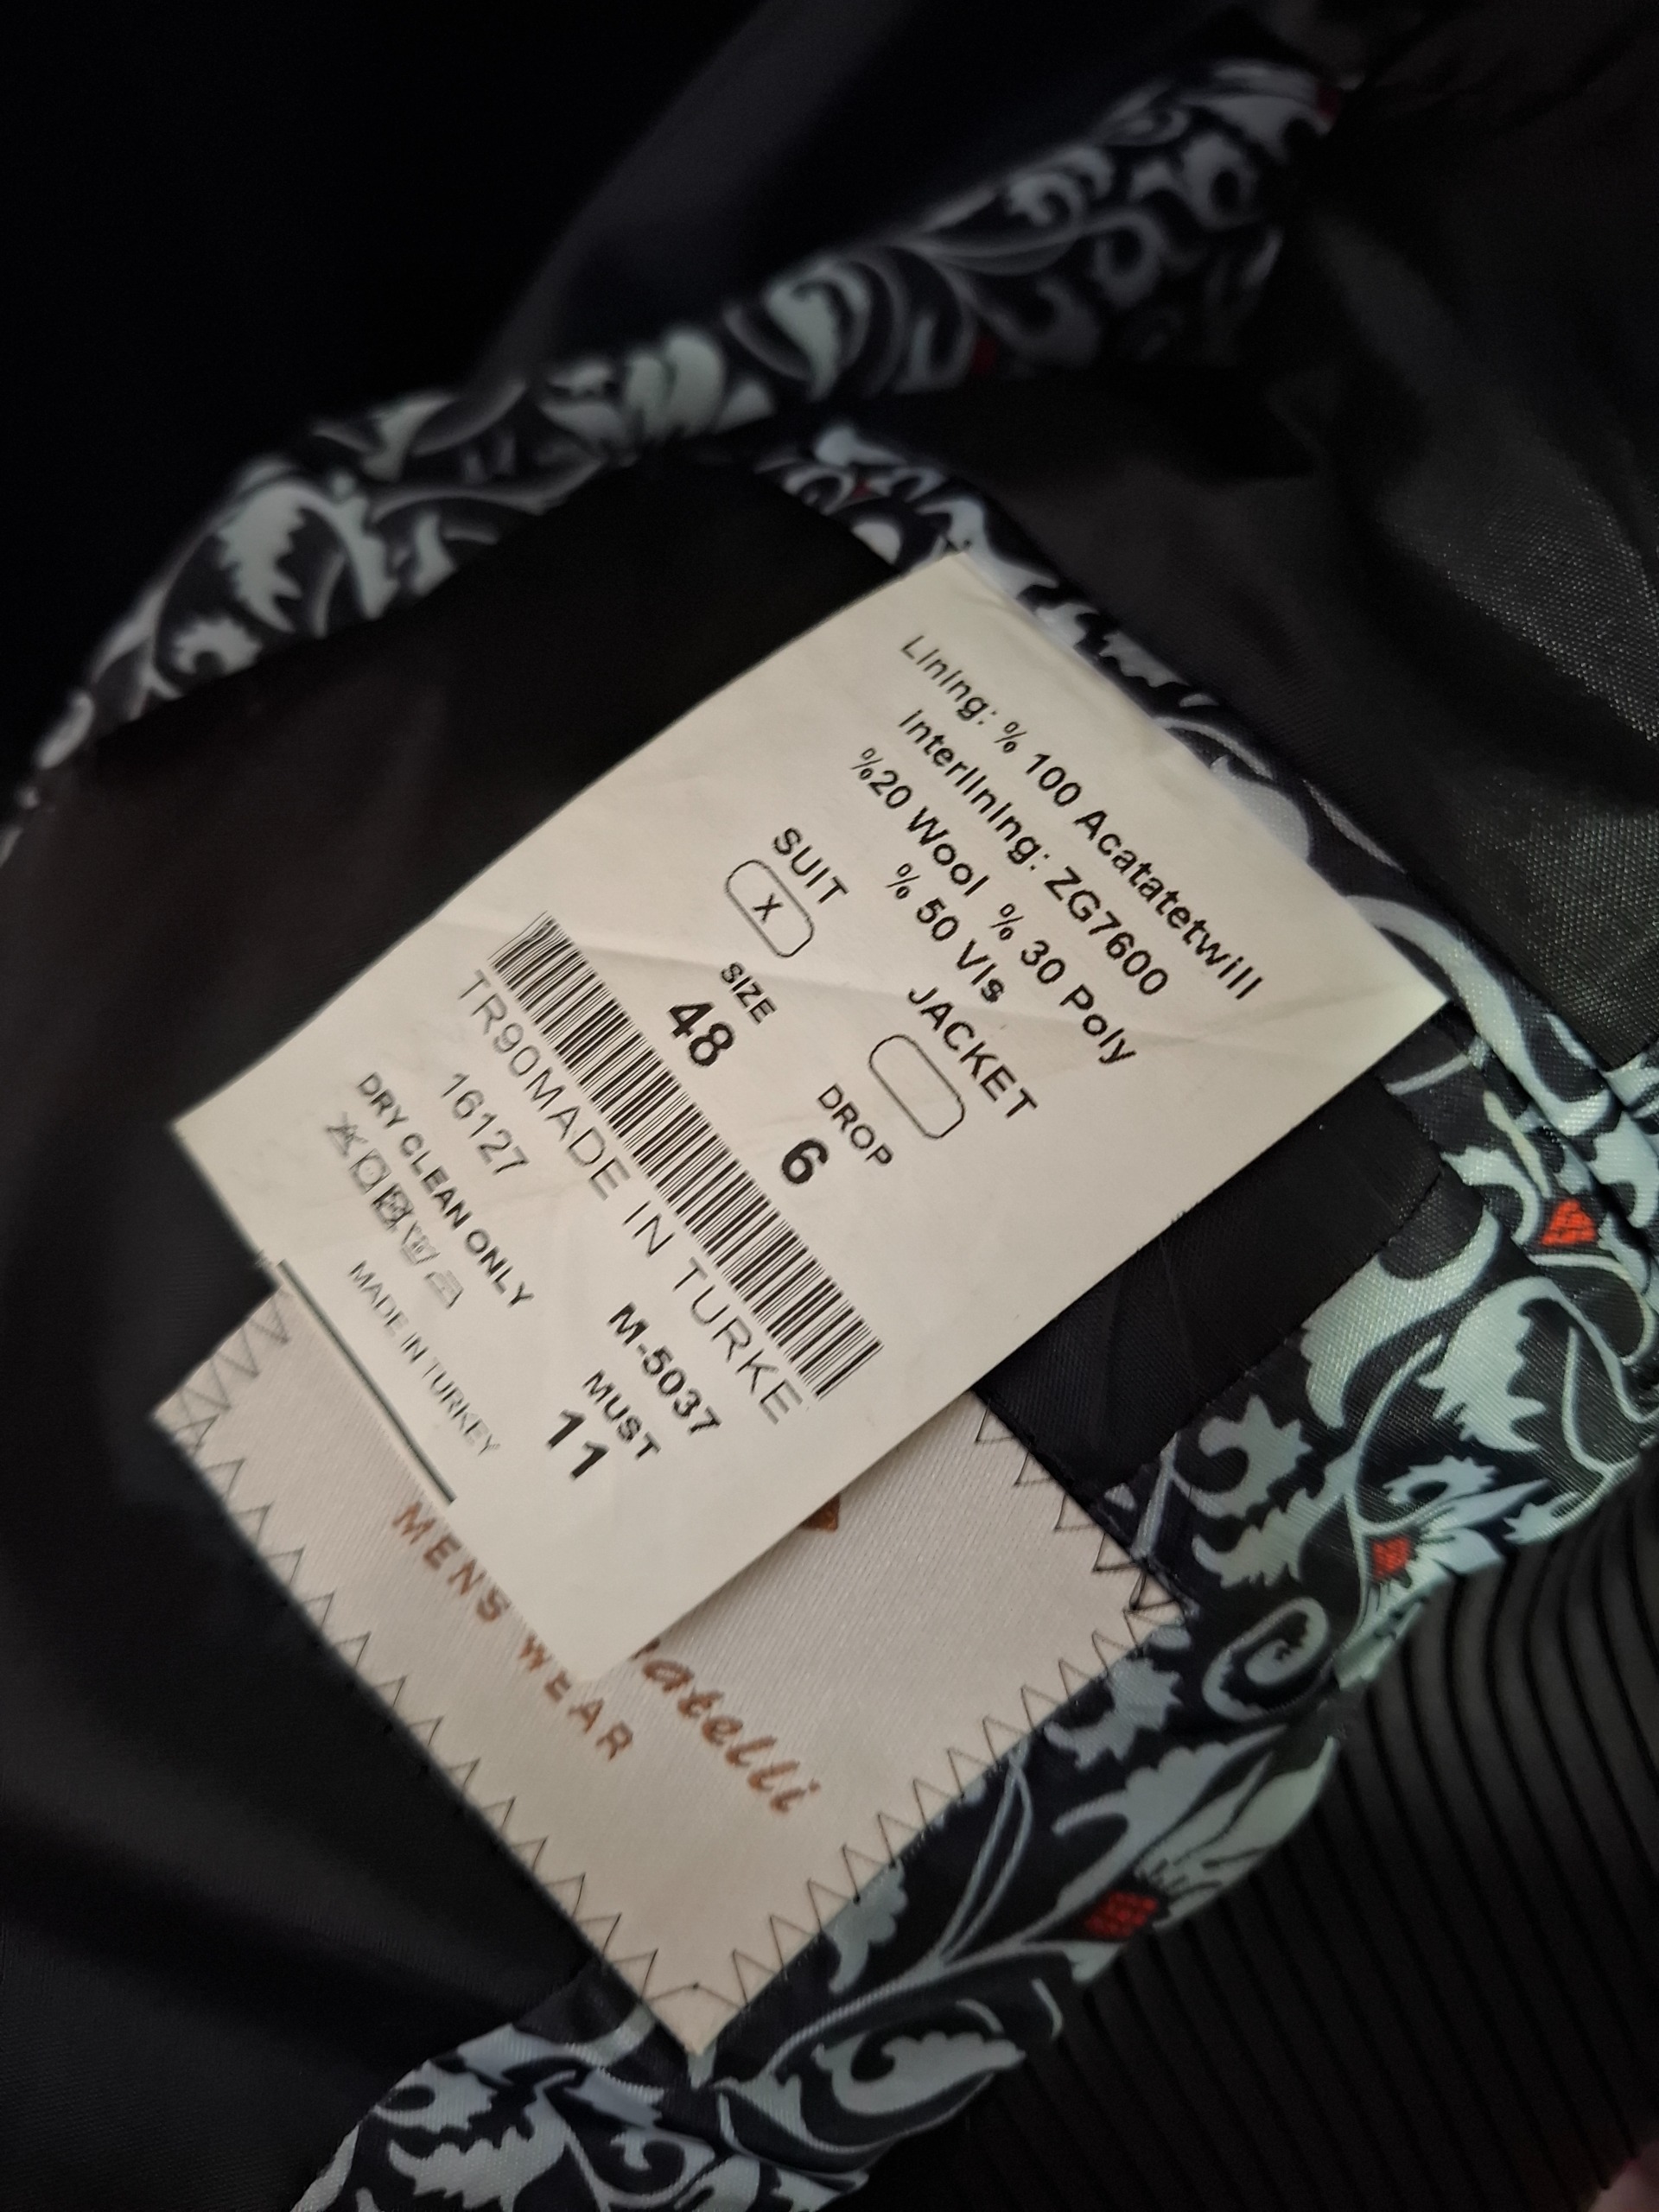 Lining: % 100 Acatatetwill
Interlining: ZG7600
%20 Wool % 30 Poly
% 50 Vis
SUIT JACKET
X
SIZE DROP
48 6
TR90MADE IN TURKE
16127 M-5037
DRY CLEAN ONLY MUST
11
MADE IN TURKEY
atelli
MENS WEAR